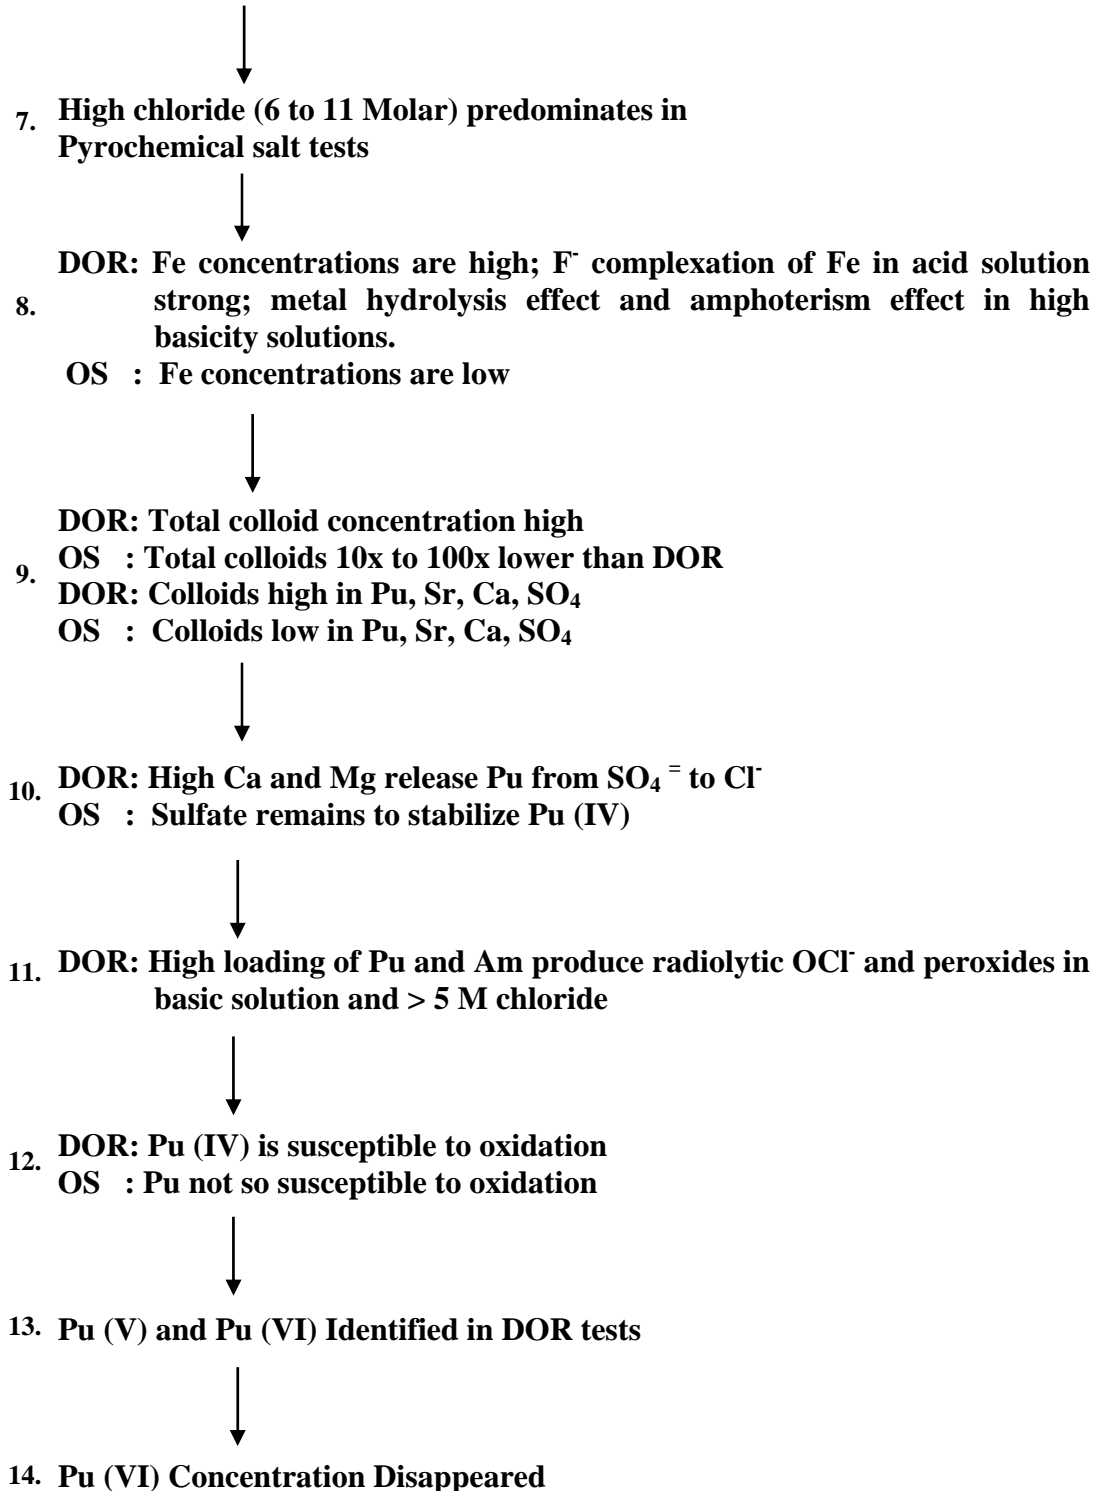 7. High chloride (6 to 11 Molar) predominates in
Pyrochemical salt tests
DOR: Fe concentrations are high; F⁻ complexation of Fe in acid solution
8. strong; metal hydrolysis effect and amphoterism effect in high
basicity solutions.
OS : Fe concentrations are low
DOR: Total colloid concentration high
OS : Total colloids 10x to 100x lower than DOR
9. DOR: Colloids high in Pu, Sr, Ca, SO₄
OS : Colloids low in Pu, Sr, Ca, SO₄
10. DOR: High Ca and Mg release Pu from SO₄ ⁼ to Cl⁻
OS : Sulfate remains to stabilize Pu (IV)
11. DOR: High loading of Pu and Am produce radiolytic OCl⁻ and peroxides in
basic solution and > 5 M chloride
12. DOR: Pu (IV) is susceptible to oxidation
OS : Pu not so susceptible to oxidation
13. Pu (V) and Pu (VI) Identified in DOR tests
14. Pu (VI) Concentration Disappeared